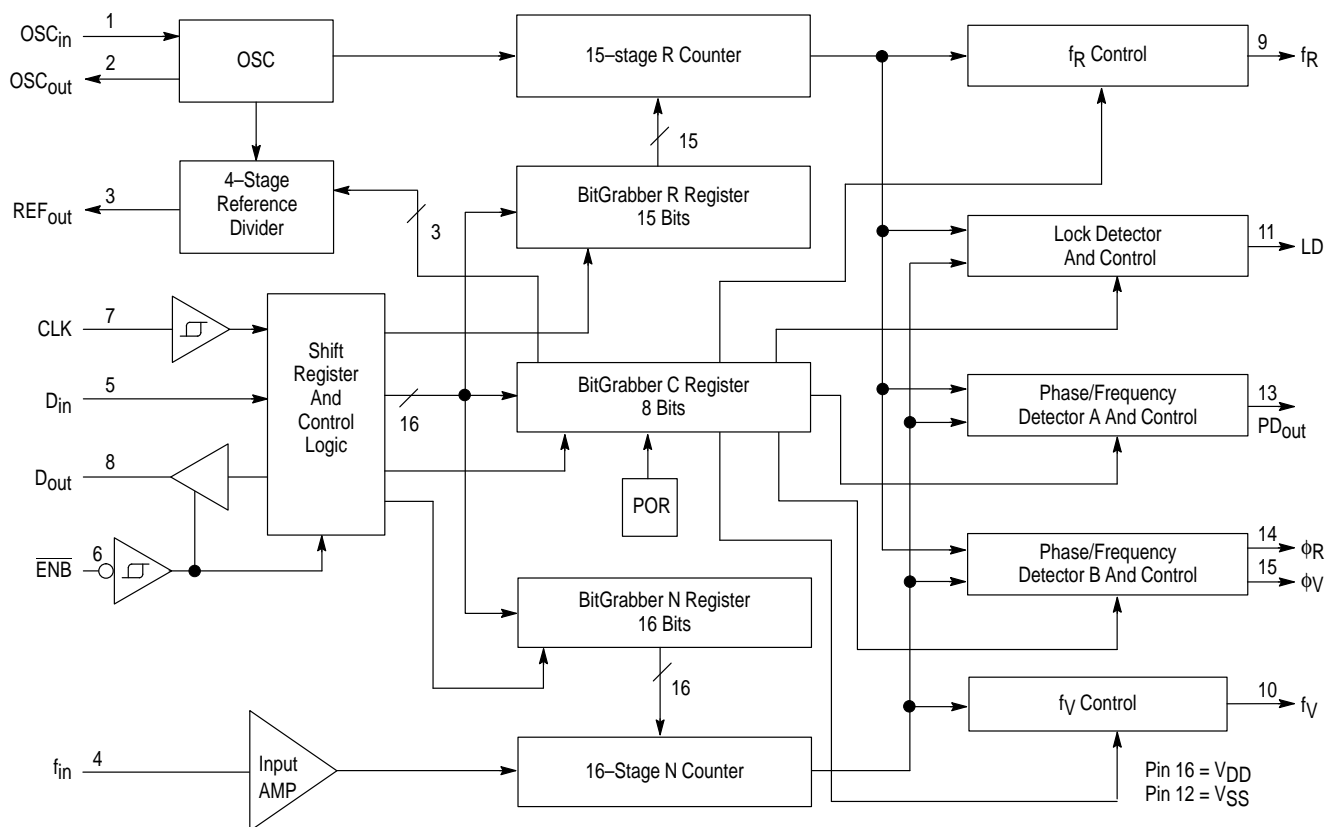 OSCin
1
OSCout
2
OSC
15–stage R Counter
fR Control
9
fR
15
REFout
3
4–Stage
Reference
Divider
3
BitGrabber R Register
15 Bits
Lock Detector
And Control
11
LD
CLK
7
Shift
Register
And
Control
Logic
Din
5
16
BitGrabber C Register
8 Bits
Phase/Frequency
Detector A And Control
13
PDout
Dout
8
POR
ENB
6
Phase/Frequency
Detector B And Control
14
ϕR
15
ϕV
BitGrabber N Register
16 Bits
16
fV Control
10
fV
fin
4
Input
AMP
16–Stage N Counter
Pin 16 = VDD
Pin 12 = VSS